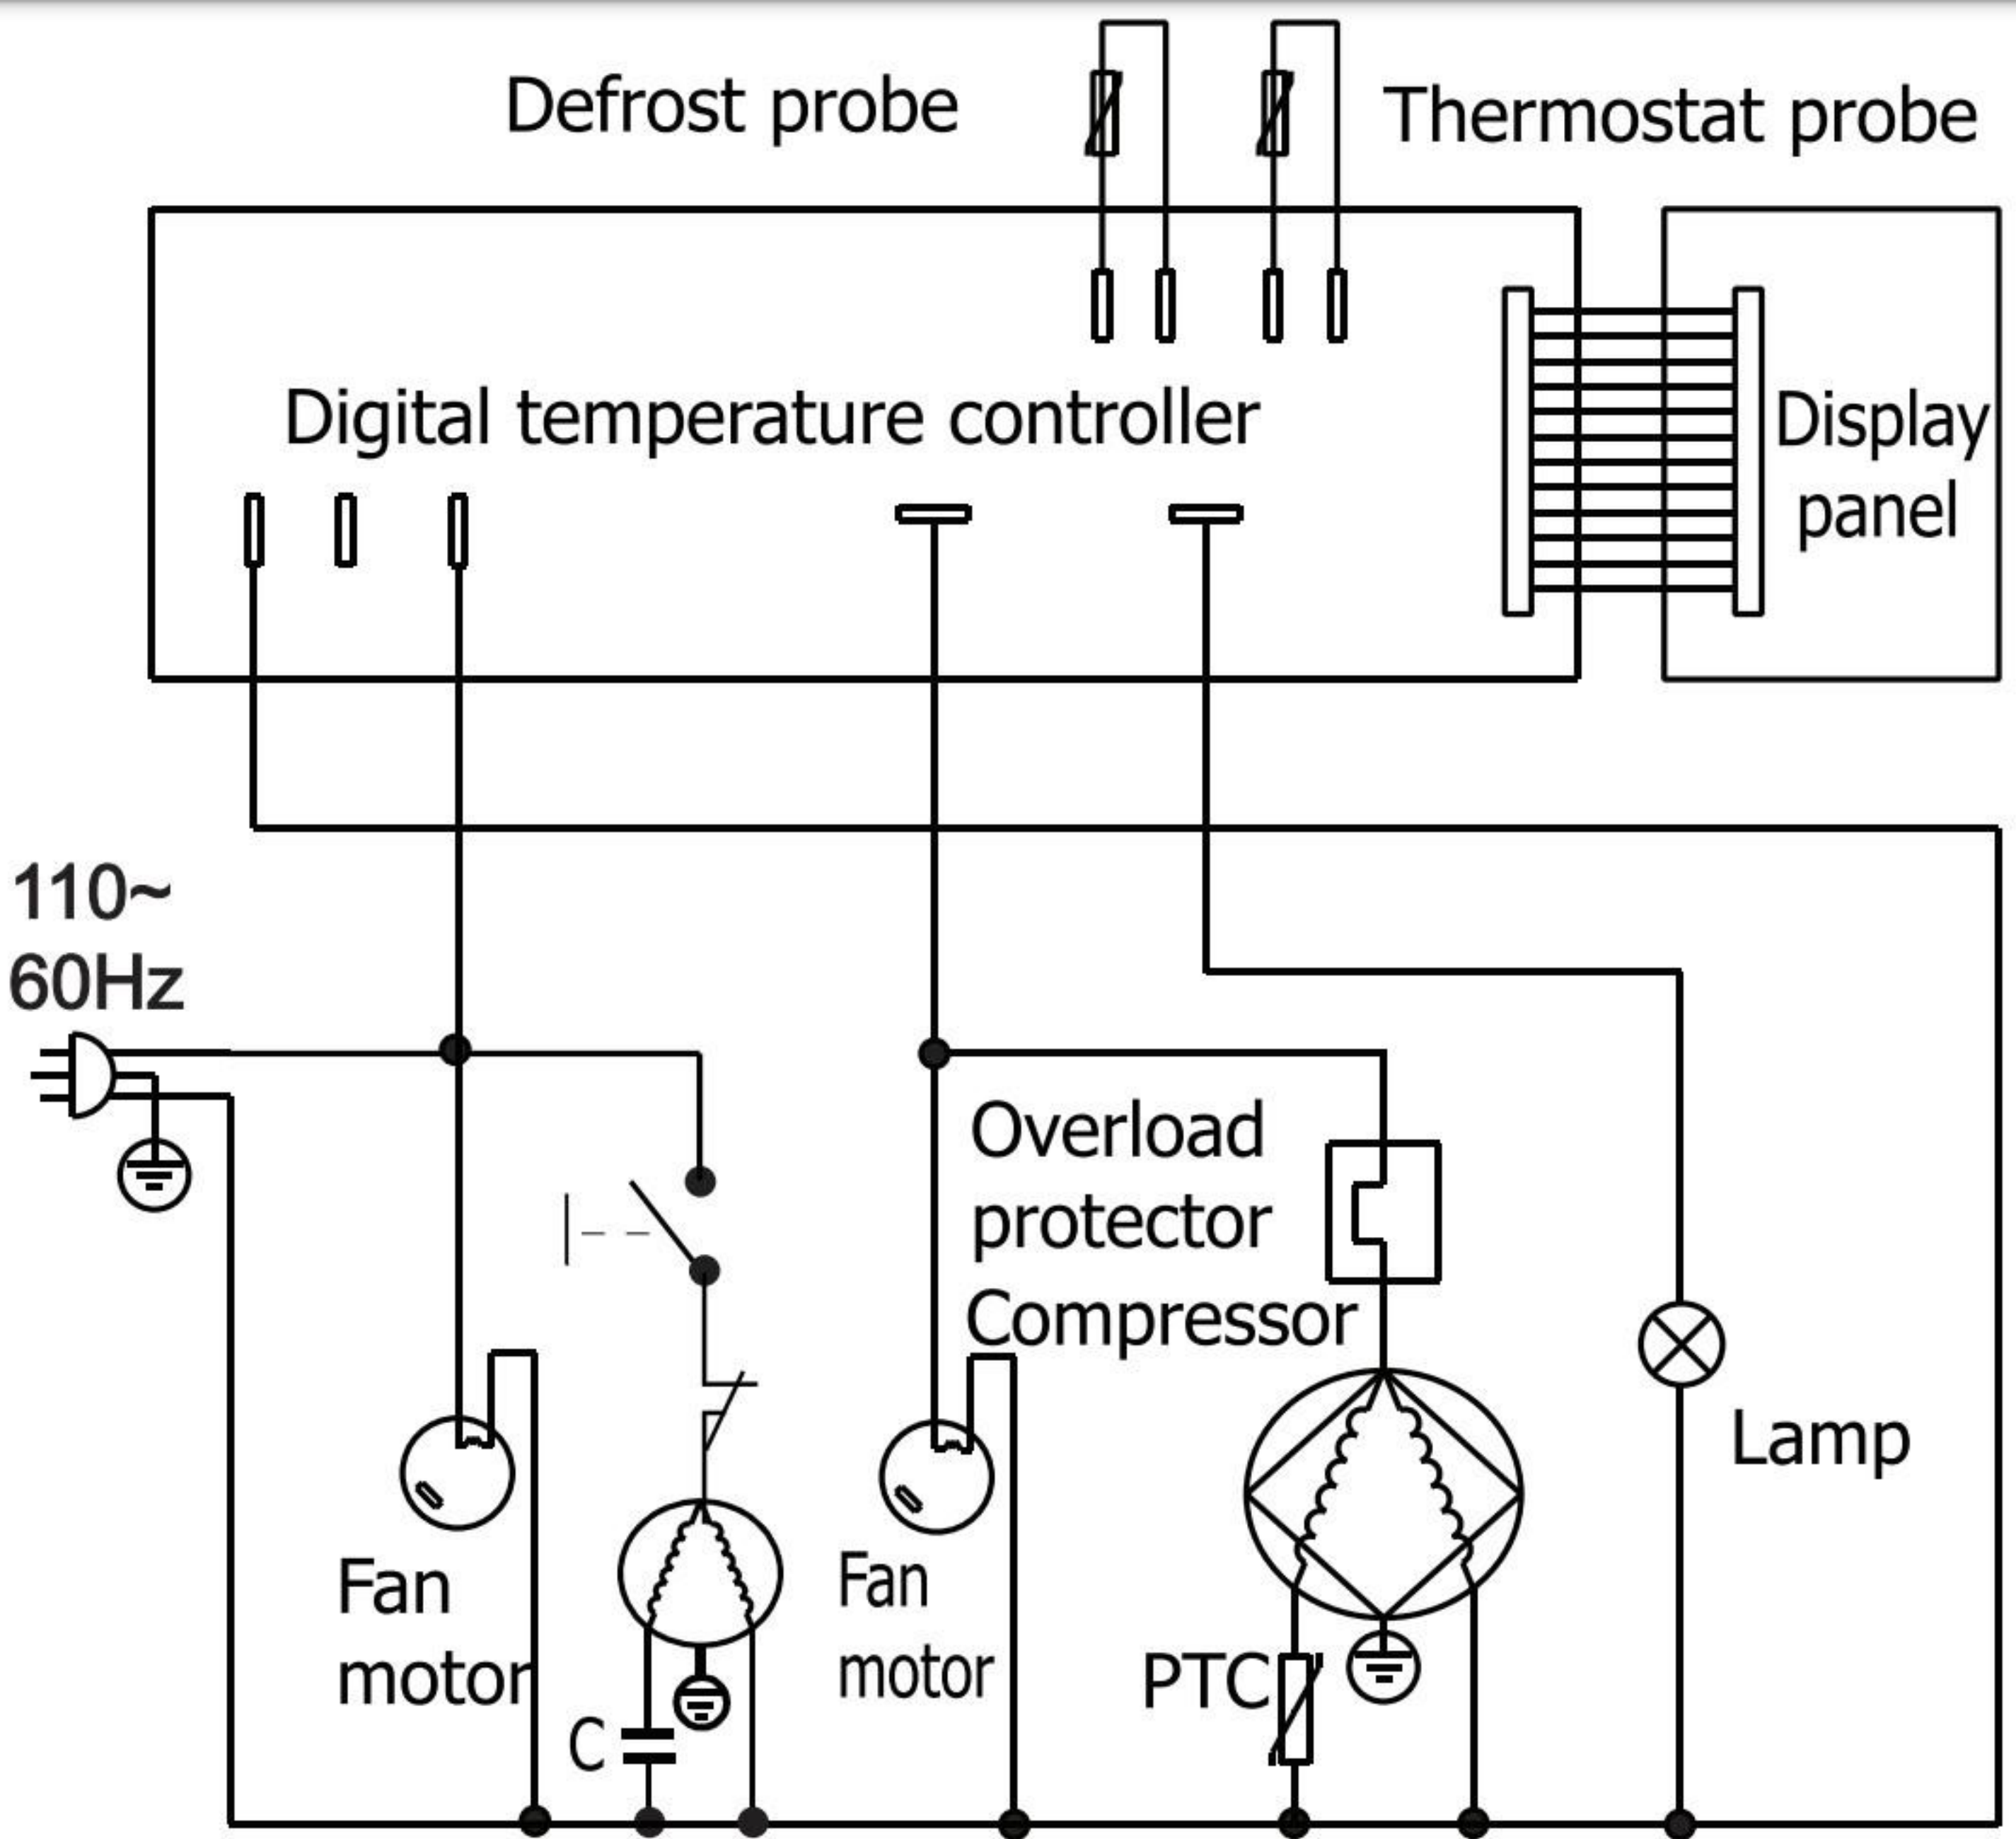 Defrost probe
Thermostat probe
Digital temperature controller
Display
panel
110~
60Hz
Overload
protector
Compressor
Lamp
Fan
motor
Fan
motor
C
PTC